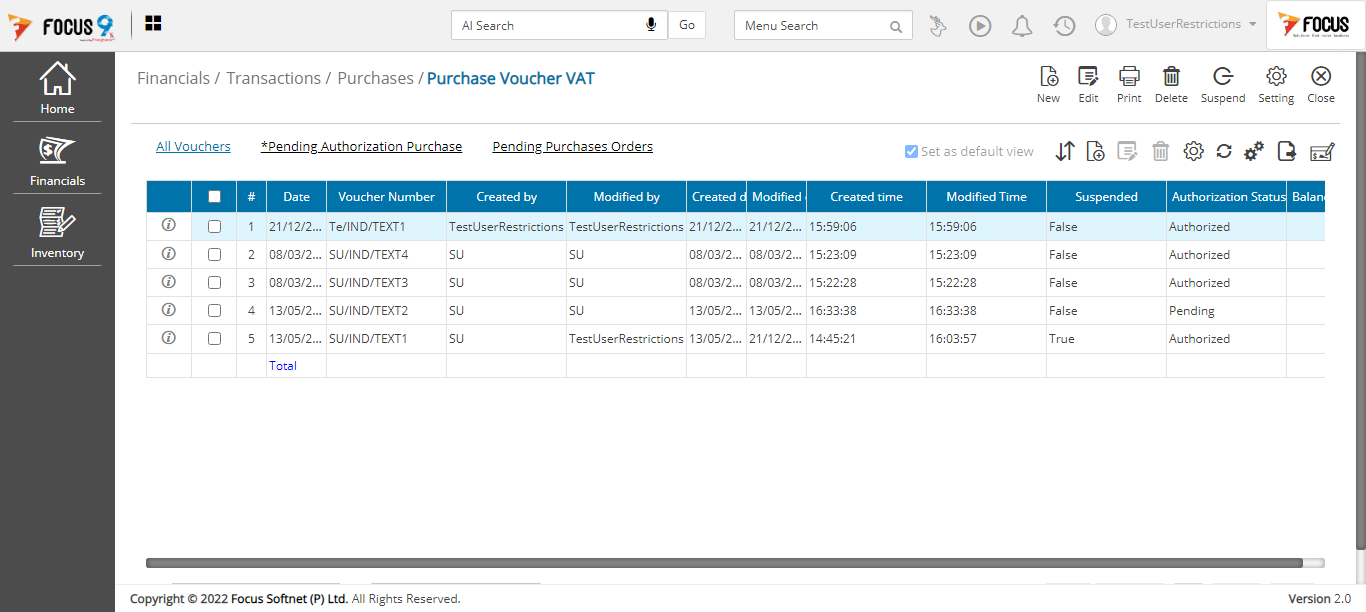 FOCUS 9
AI Search
Go
Menu Search
TestUserRestrictions
FOCUS
Home
Financials
Inventory
Financials / Transactions / Purchases / Purchase Voucher VAT
New Edit Print Delete Suspend Setting Close
All Vouchers *Pending Authorization Purchase Pending Purchases Orders
Set as default view
# Date Voucher Number Created by Modified by Created d Modified Created time Modified Time Suspended Authorization Status Balan
1 21/12/2... Te/IND/TEXT1 TestUserRestrictions TestUserRestrictions 21/12/2... 21/12/2... 15:59:06 15:59:06 False Authorized
2 08/03/2... SU/IND/TEXT4 SU SU 08/03/2... 08/03/2... 15:23:09 15:23:09 False Authorized
3 08/03/2... SU/IND/TEXT3 SU SU 08/03/2... 08/03/2... 15:22:28 15:22:28 False Authorized
4 13/05/2... SU/IND/TEXT2 SU SU 13/05/2... 13/05/2... 16:33:38 16:33:38 False Pending
5 13/05/2... SU/IND/TEXT1 SU TestUserRestrictions 13/05/2... 21/12/2... 14:45:21 16:03:57 True Authorized
Total
Copyright © 2022 Focus Softnet (P) Ltd. All Rights Reserved.
Version 2.0